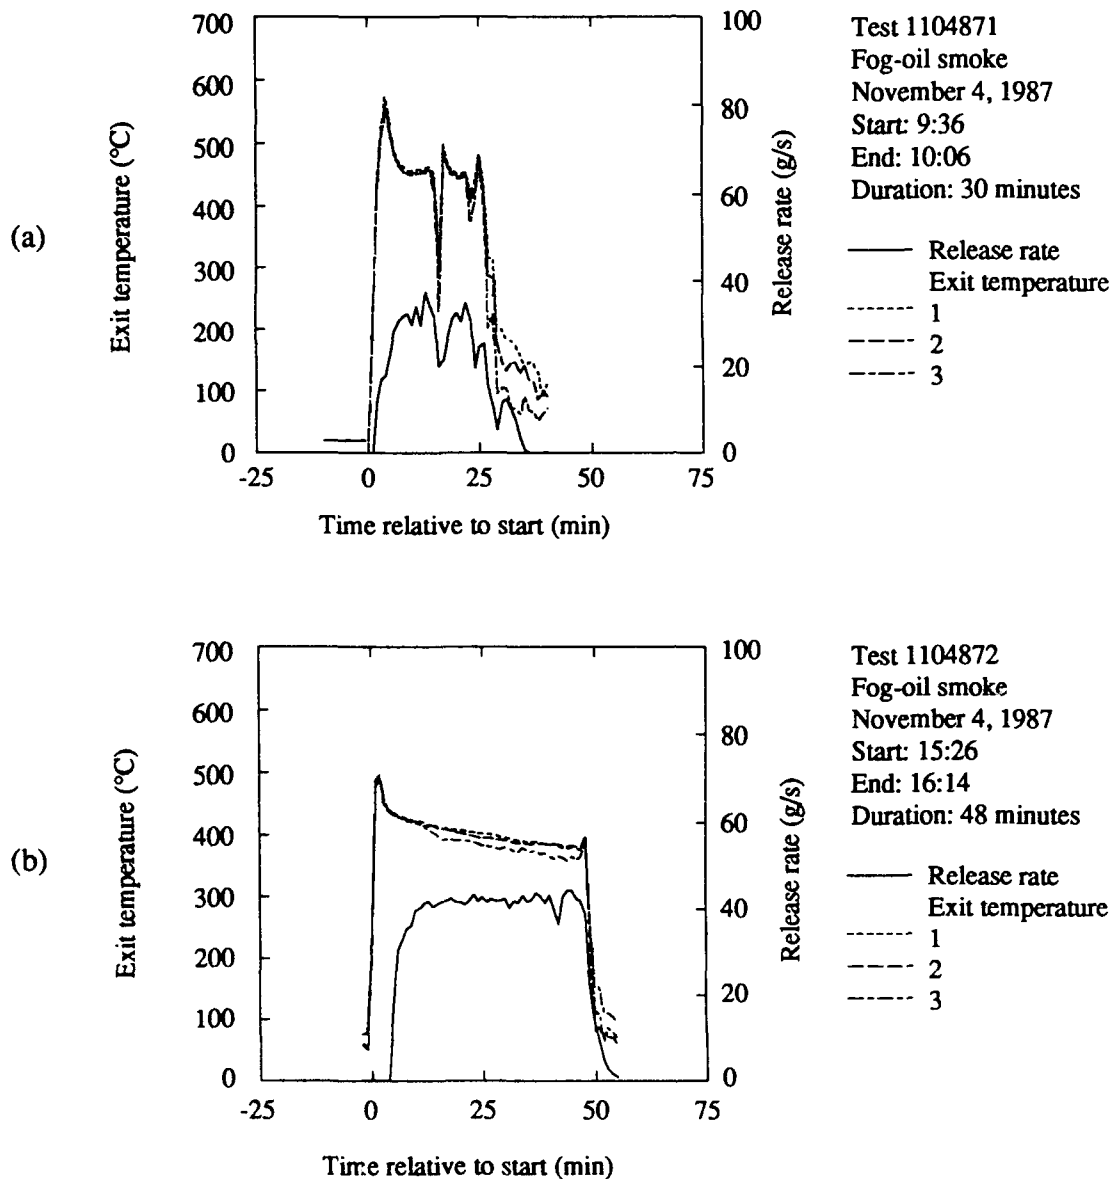 (a)
Exit temperature (°C)
700
600
500
400
300
200
100
0
-25
0
25
50
75
Time relative to start (min)
100
80
60
40
20
0
Release rate (g/s)
Test 1104871
Fog-oil smoke
November 4, 1987
Start: 9:36
End: 10:06
Duration: 30 minutes
Release rate
Exit temperature
1
2
3
(b)
Exit temperature (°C)
700
600
500
400
300
200
100
0
-25
0
25
50
75
Time relative to start (min)
100
80
60
40
20
0
Release rate (g/s)
Test 1104872
Fog-oil smoke
November 4, 1987
Start: 15:26
End: 16:14
Duration: 48 minutes
Release rate
Exit temperature
1
2
3